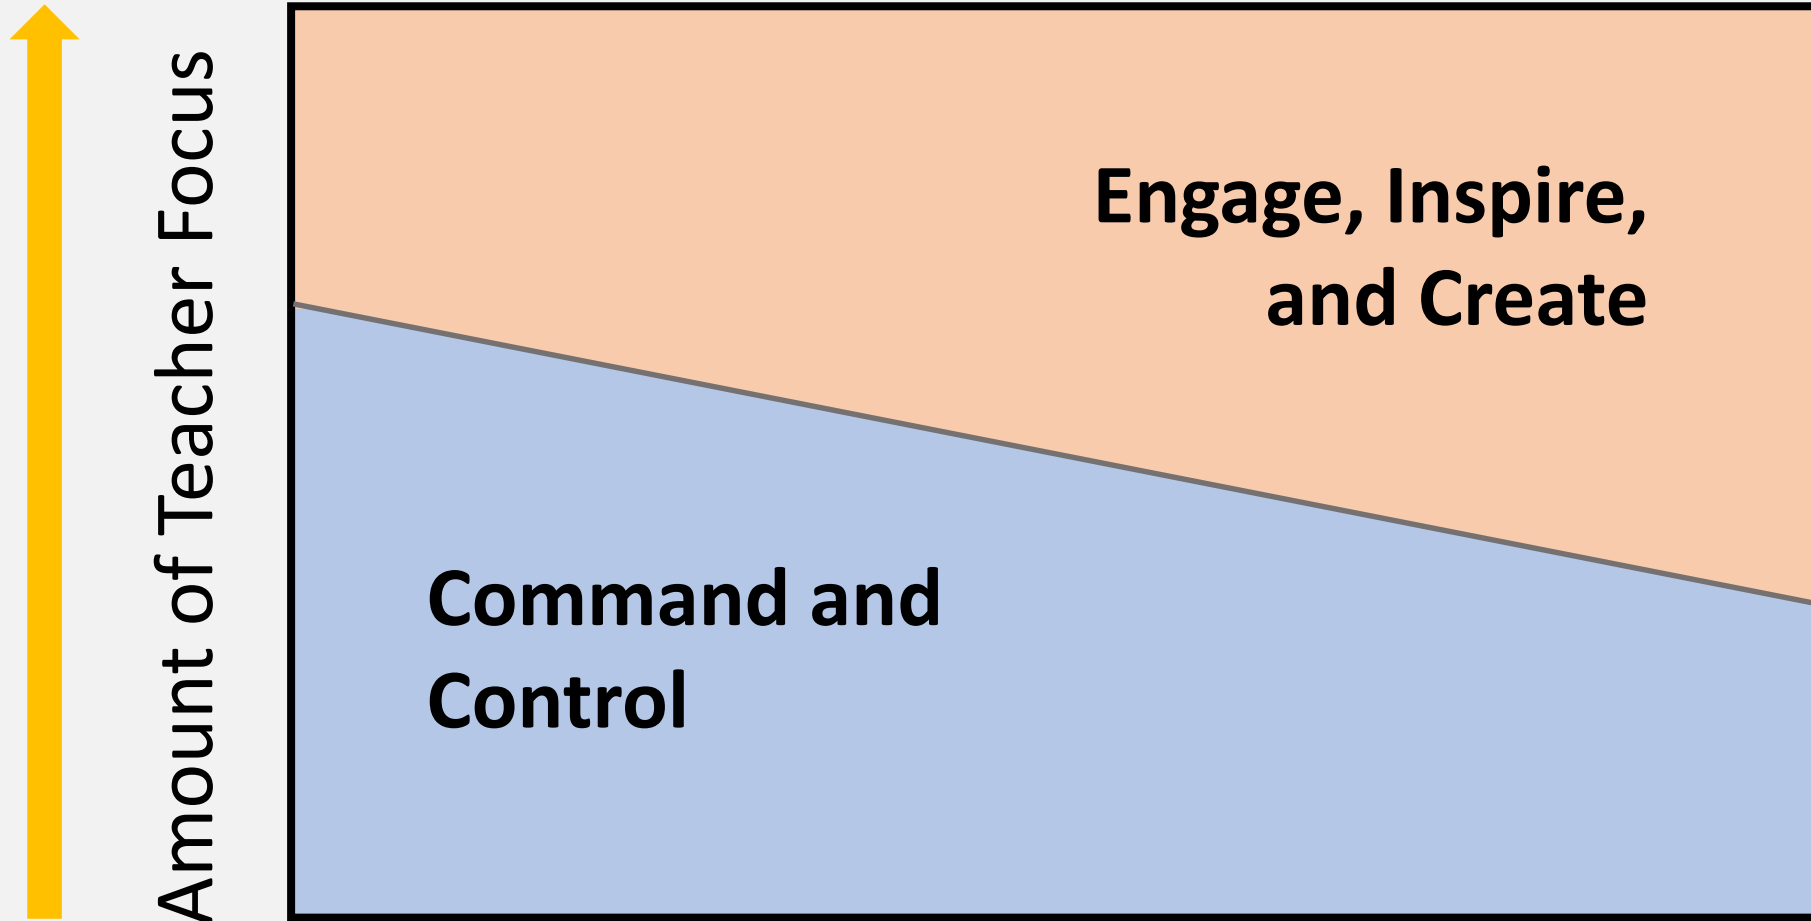 Amount of Teacher Focus
Engage, Inspire,
and Create
Command and
Control